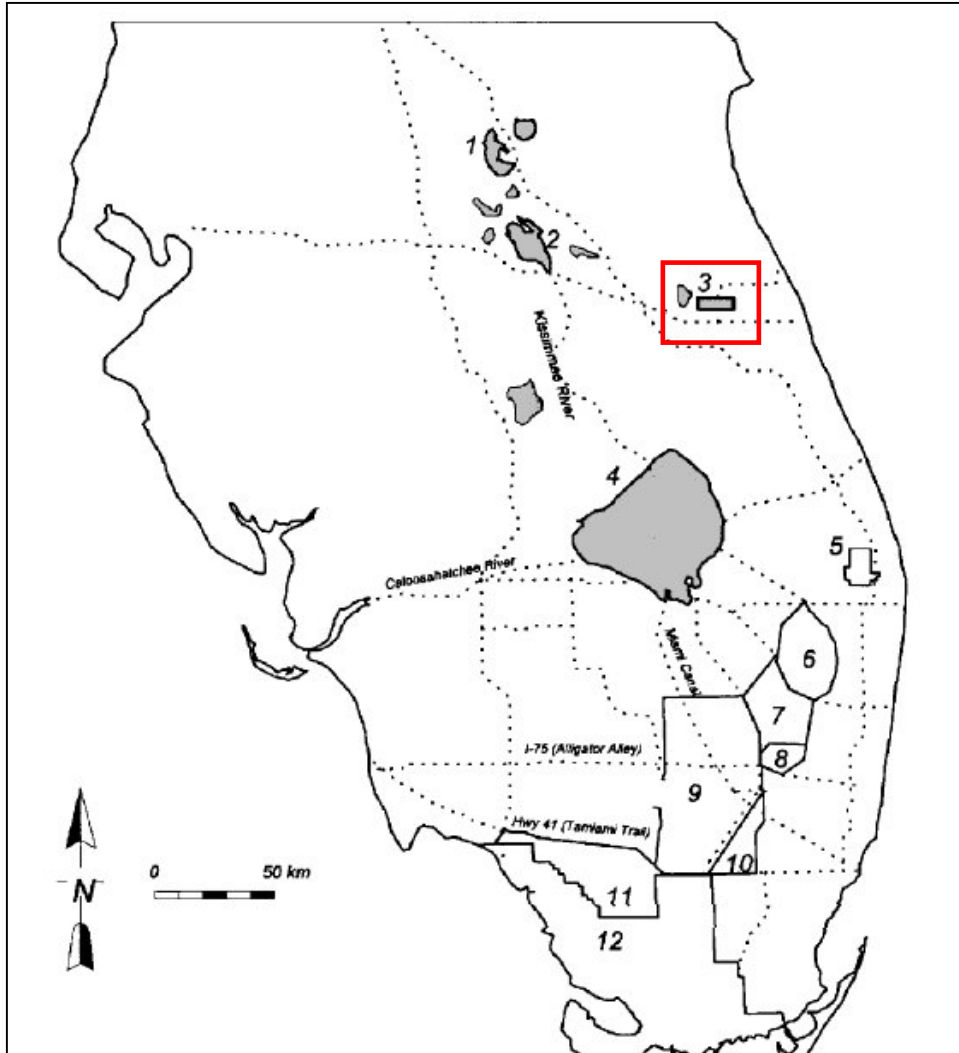 1
2
3
Kissimmee River
4
5
Caloosahatchee River
Miami Canal
6
7
I-75 (Alligator Alley)
8
9
Hwy 41 (Tamiami Trail)
10
0 50 km
N
11
12